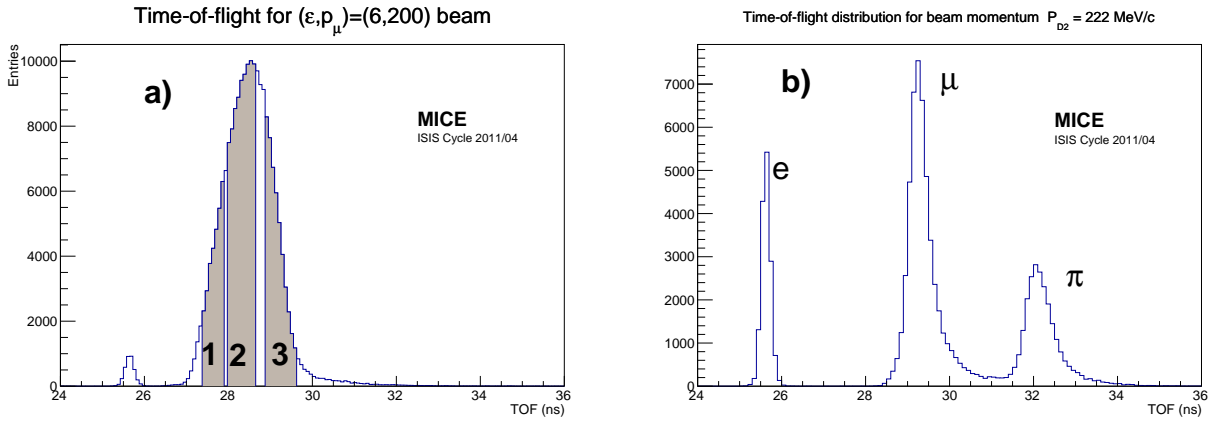 Time-of-flight for (ε,pμ)=(6,200) beam
Entries
10000
8000
6000
4000
2000
0
a)
MICE
ISIS Cycle 2011/04
1 2 3
24 26 28 30 32 34 36
TOF (ns)
Time-of-flight distribution for beam momentum PD2 = 222 MeV/c
7000
6000
5000
4000
3000
2000
1000
0
b)
μ
MICE
ISIS Cycle 2011/04
e
π
24 26 28 30 32 34 36
TOF (ns)